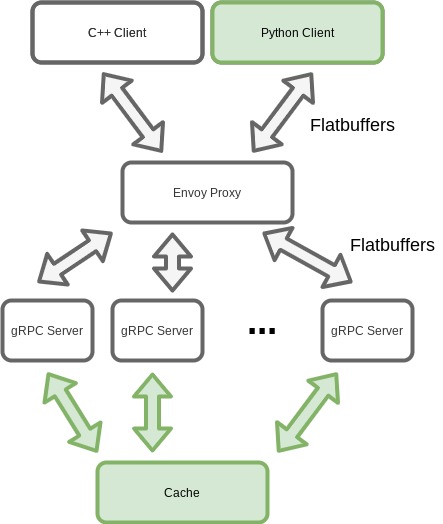 C++ Client
Python Client
Flatbuffers
Envoy Proxy
Flatbuffers
gRPC Server
gRPC Server
...
gRPC Server
Cache